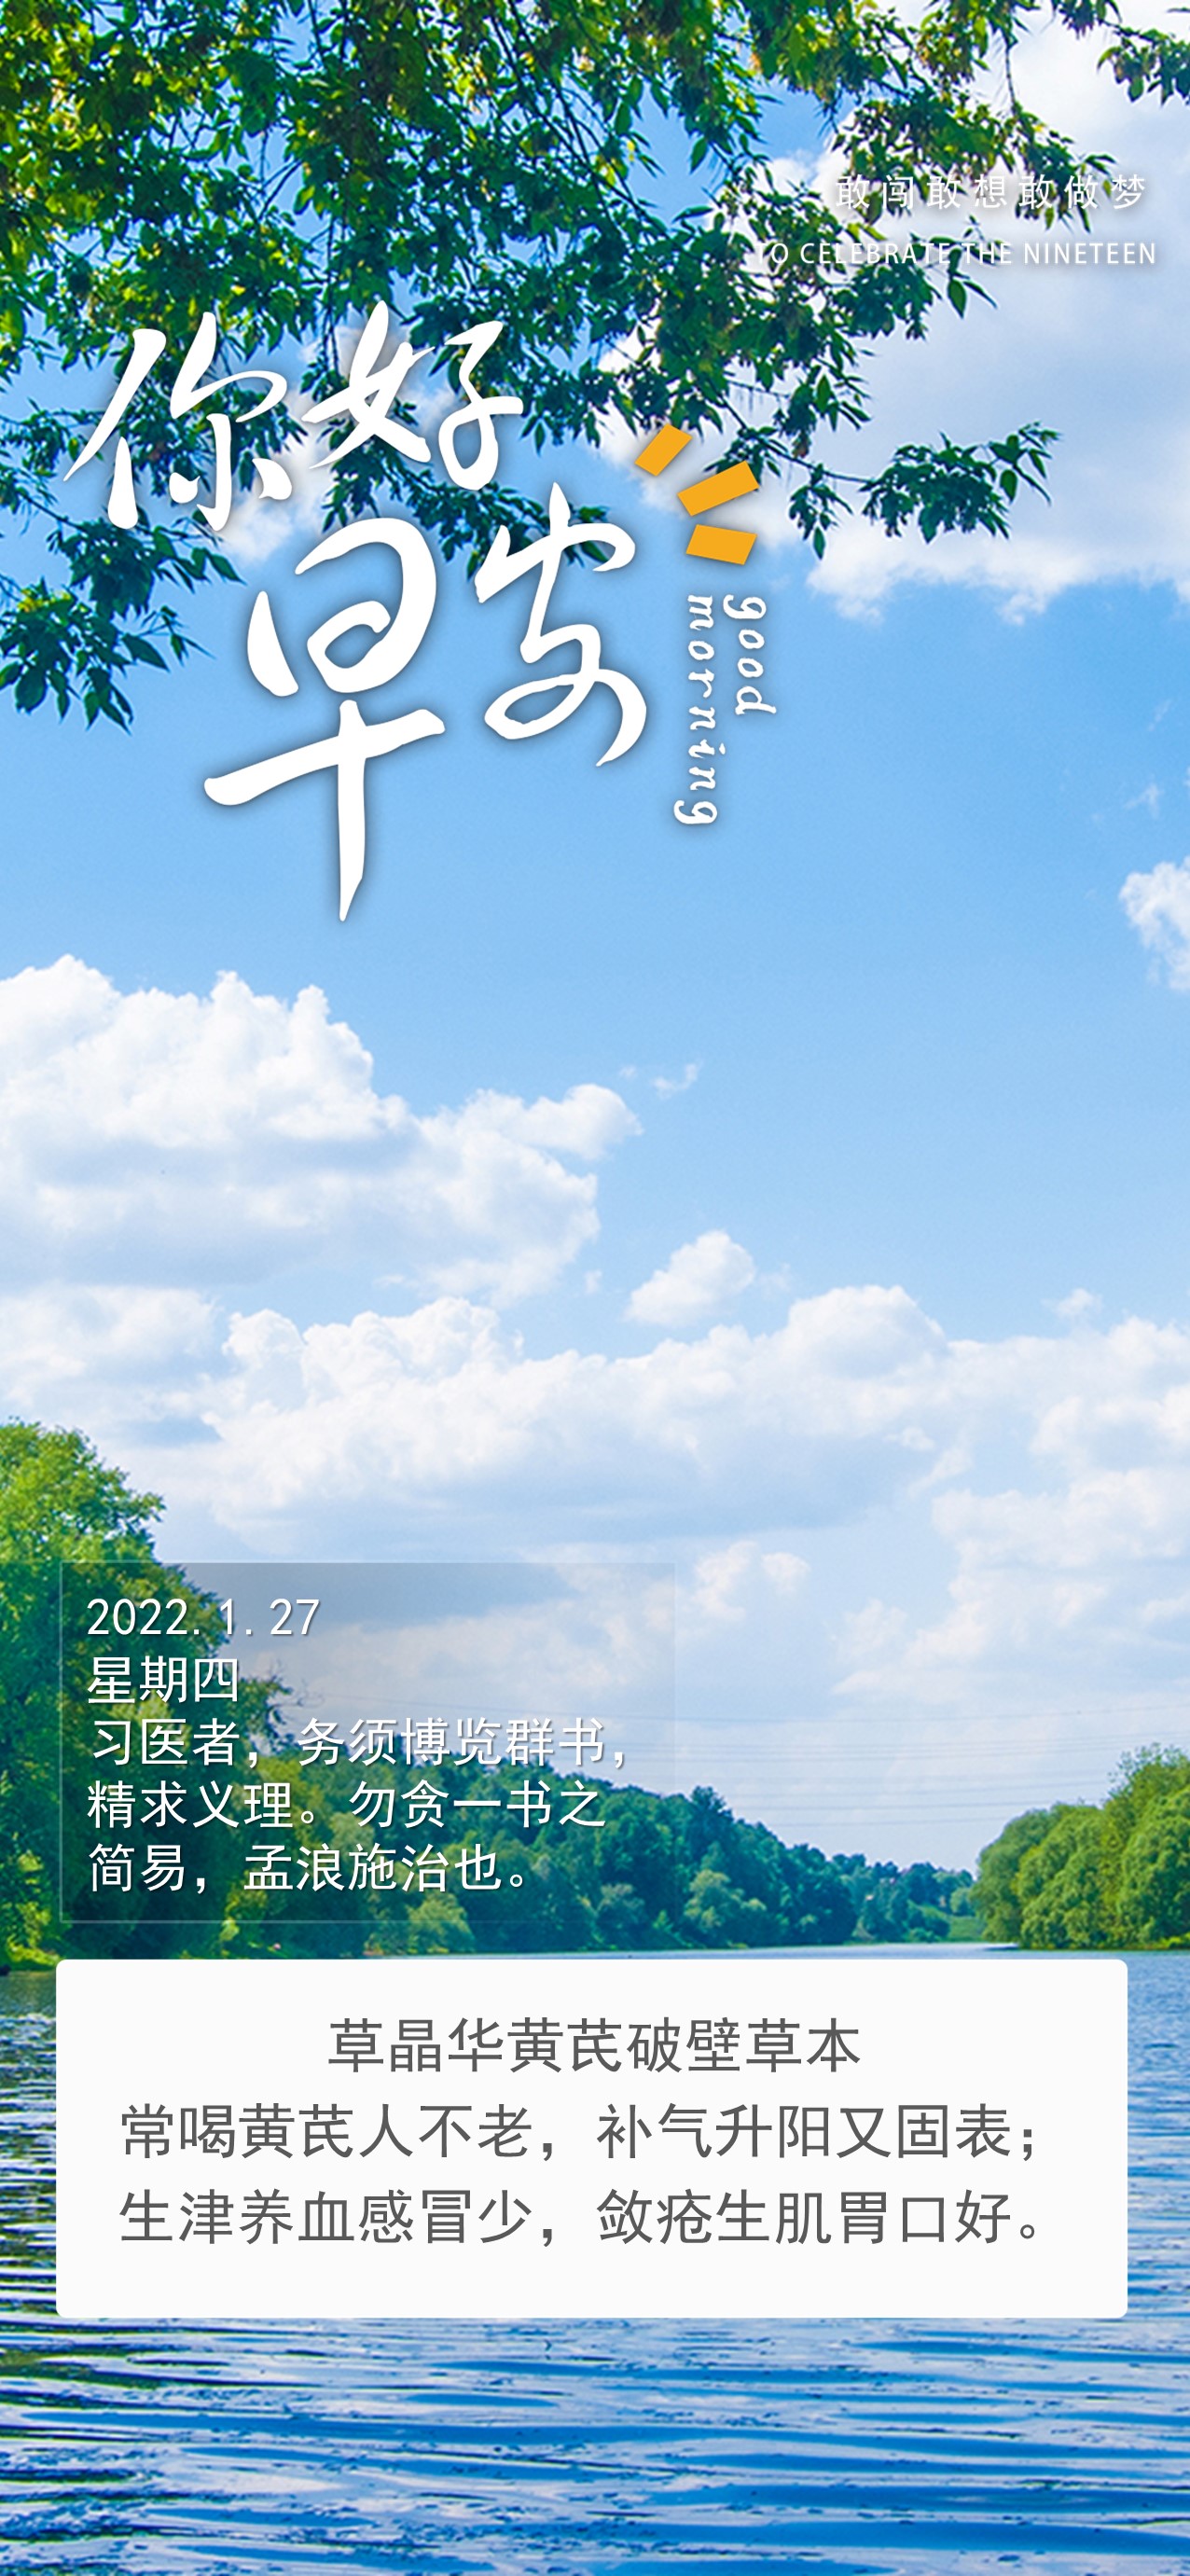 敢闯敢想敢做梦
TO CELEBRATE THE NINETEEN
你好
早安
good
morning
2022.1.27
星期四
习医者，务须博览群书，
精求义理。勿贪一书之
简易，孟浪施治也。
草晶华黄芪破壁草本
常喝黄芪人不老，补气升阳又固表；
生津养血感冒少，敛疮生肌胃口好。